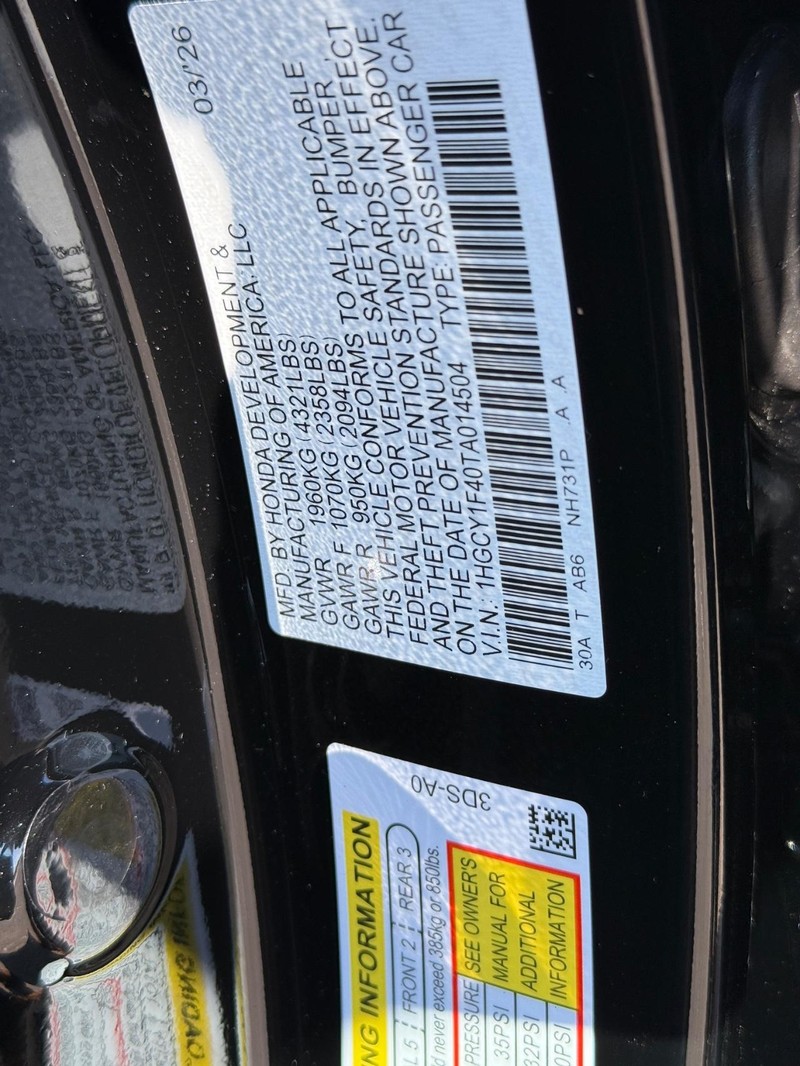 03/'26
MFD. BY HONDA DEVELOPMENT &
MANUFACTURING OF AMERICA. LLC
GVWR 1960KG (4321LBS)
GAWR F 1070KG (2358LBS)
GAWR R 950KG (2094LBS)
THIS VEHICLE CONFORMS TO ALL APPLICABLE
FEDERAL MOTOR VEHICLE SAFETY, BUMPER,
AND THEFT PREVENTION STANDARDS IN EFFECT
ON THE DATE OF MANUFACTURE SHOWN ABOVE.
V.I.N. 1HGCY1F40TA014504 TYPE: PASSENGER CAR
30A T AB6 NH731P A A
3DS-A0
NG INFORMATION
L 5 FRONT 2 REAR 3
d never exceed 385kg or 850lbs.
PRESSURE SEE OWNER'S
35PSI MANUAL FOR
32PSI ADDITIONAL
0PSI INFORMATION